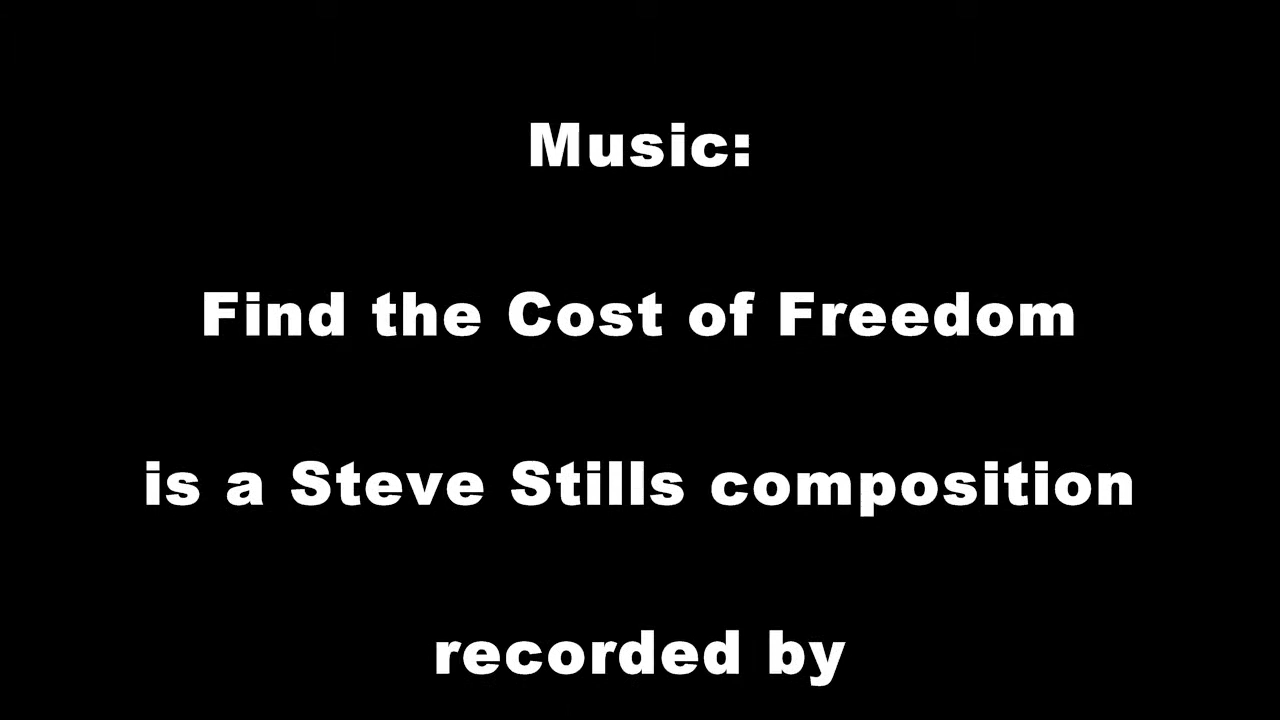 Music:
Find the Cost of Freedom
is a Steve Stills composition
recorded by